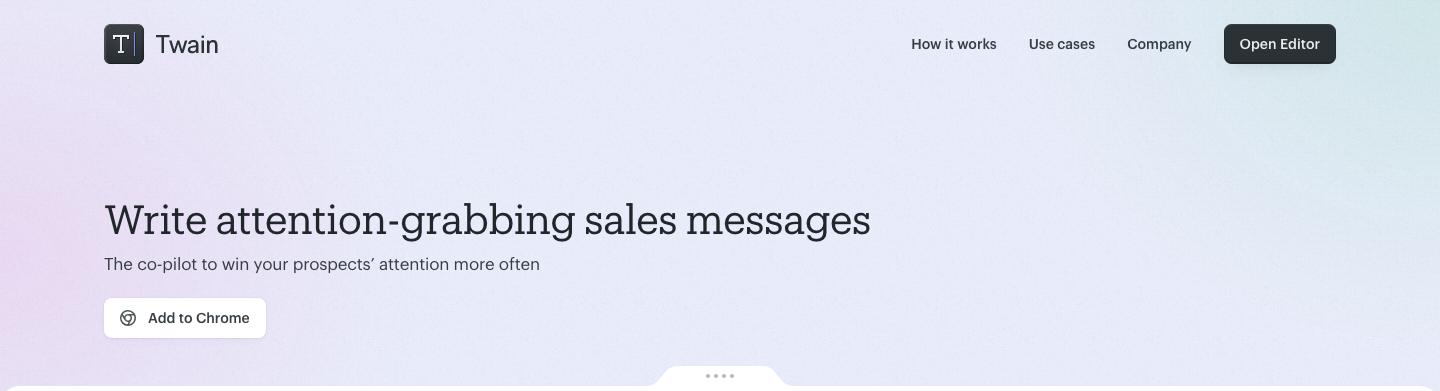 T Twain
How it works Use cases Company Open Editor
Write attention-grabbing sales messages
The co-pilot to win your prospects’ attention more often
Add to Chrome